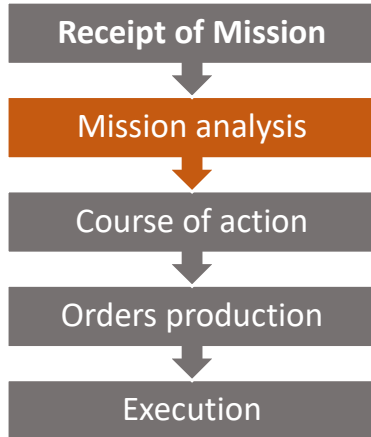 Receipt of Mission
Mission analysis
Course of action
Orders production
Execution